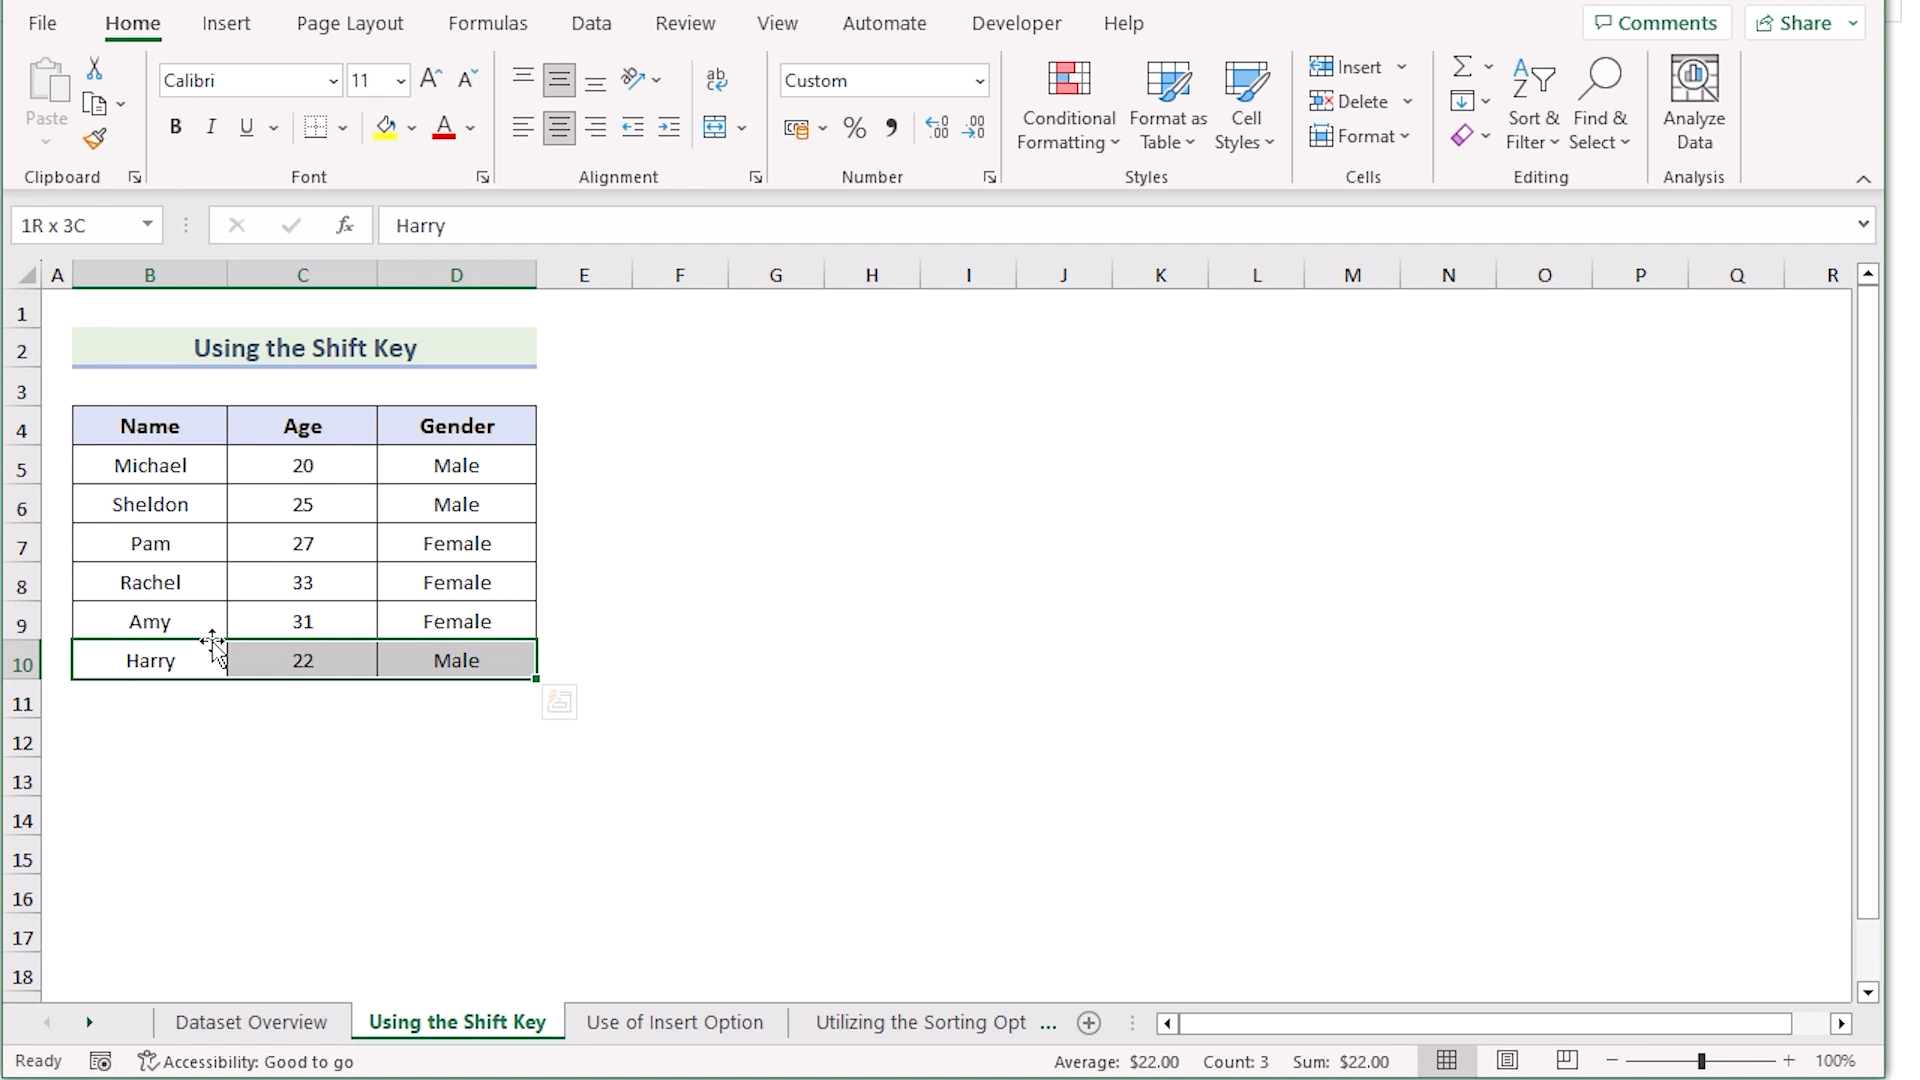 File Home Insert Page Layout Formulas Data Review View Automate Developer Help Comments Share
Calibri 11 Custom
Paste
B I U A
ab
Conditional Formatting
Format as Table
Cell Styles
Insert
Delete
Format
Sort & Filter
Find & Select
Analyze Data
Clipboard Font Alignment Number Styles Cells Editing Analysis
1R x 3C fx Harry
A B C D E F G H I J K L M N O P Q R
1
2 Using the Shift Key
3
4 Name Age Gender
5 Michael 20 Male
6 Sheldon 25 Male
7 Pam 27 Female
8 Rachel 33 Female
9 Amy 31 Female
10 Harry 22 Male
11
12
13
14
15
16
17
18
Dataset Overview Using the Shift Key Use of Insert Option Utilizing the Sorting Opt ...
Ready Accessibility: Good to go Average: $22.00 Count: 3 Sum: $22.00 100%